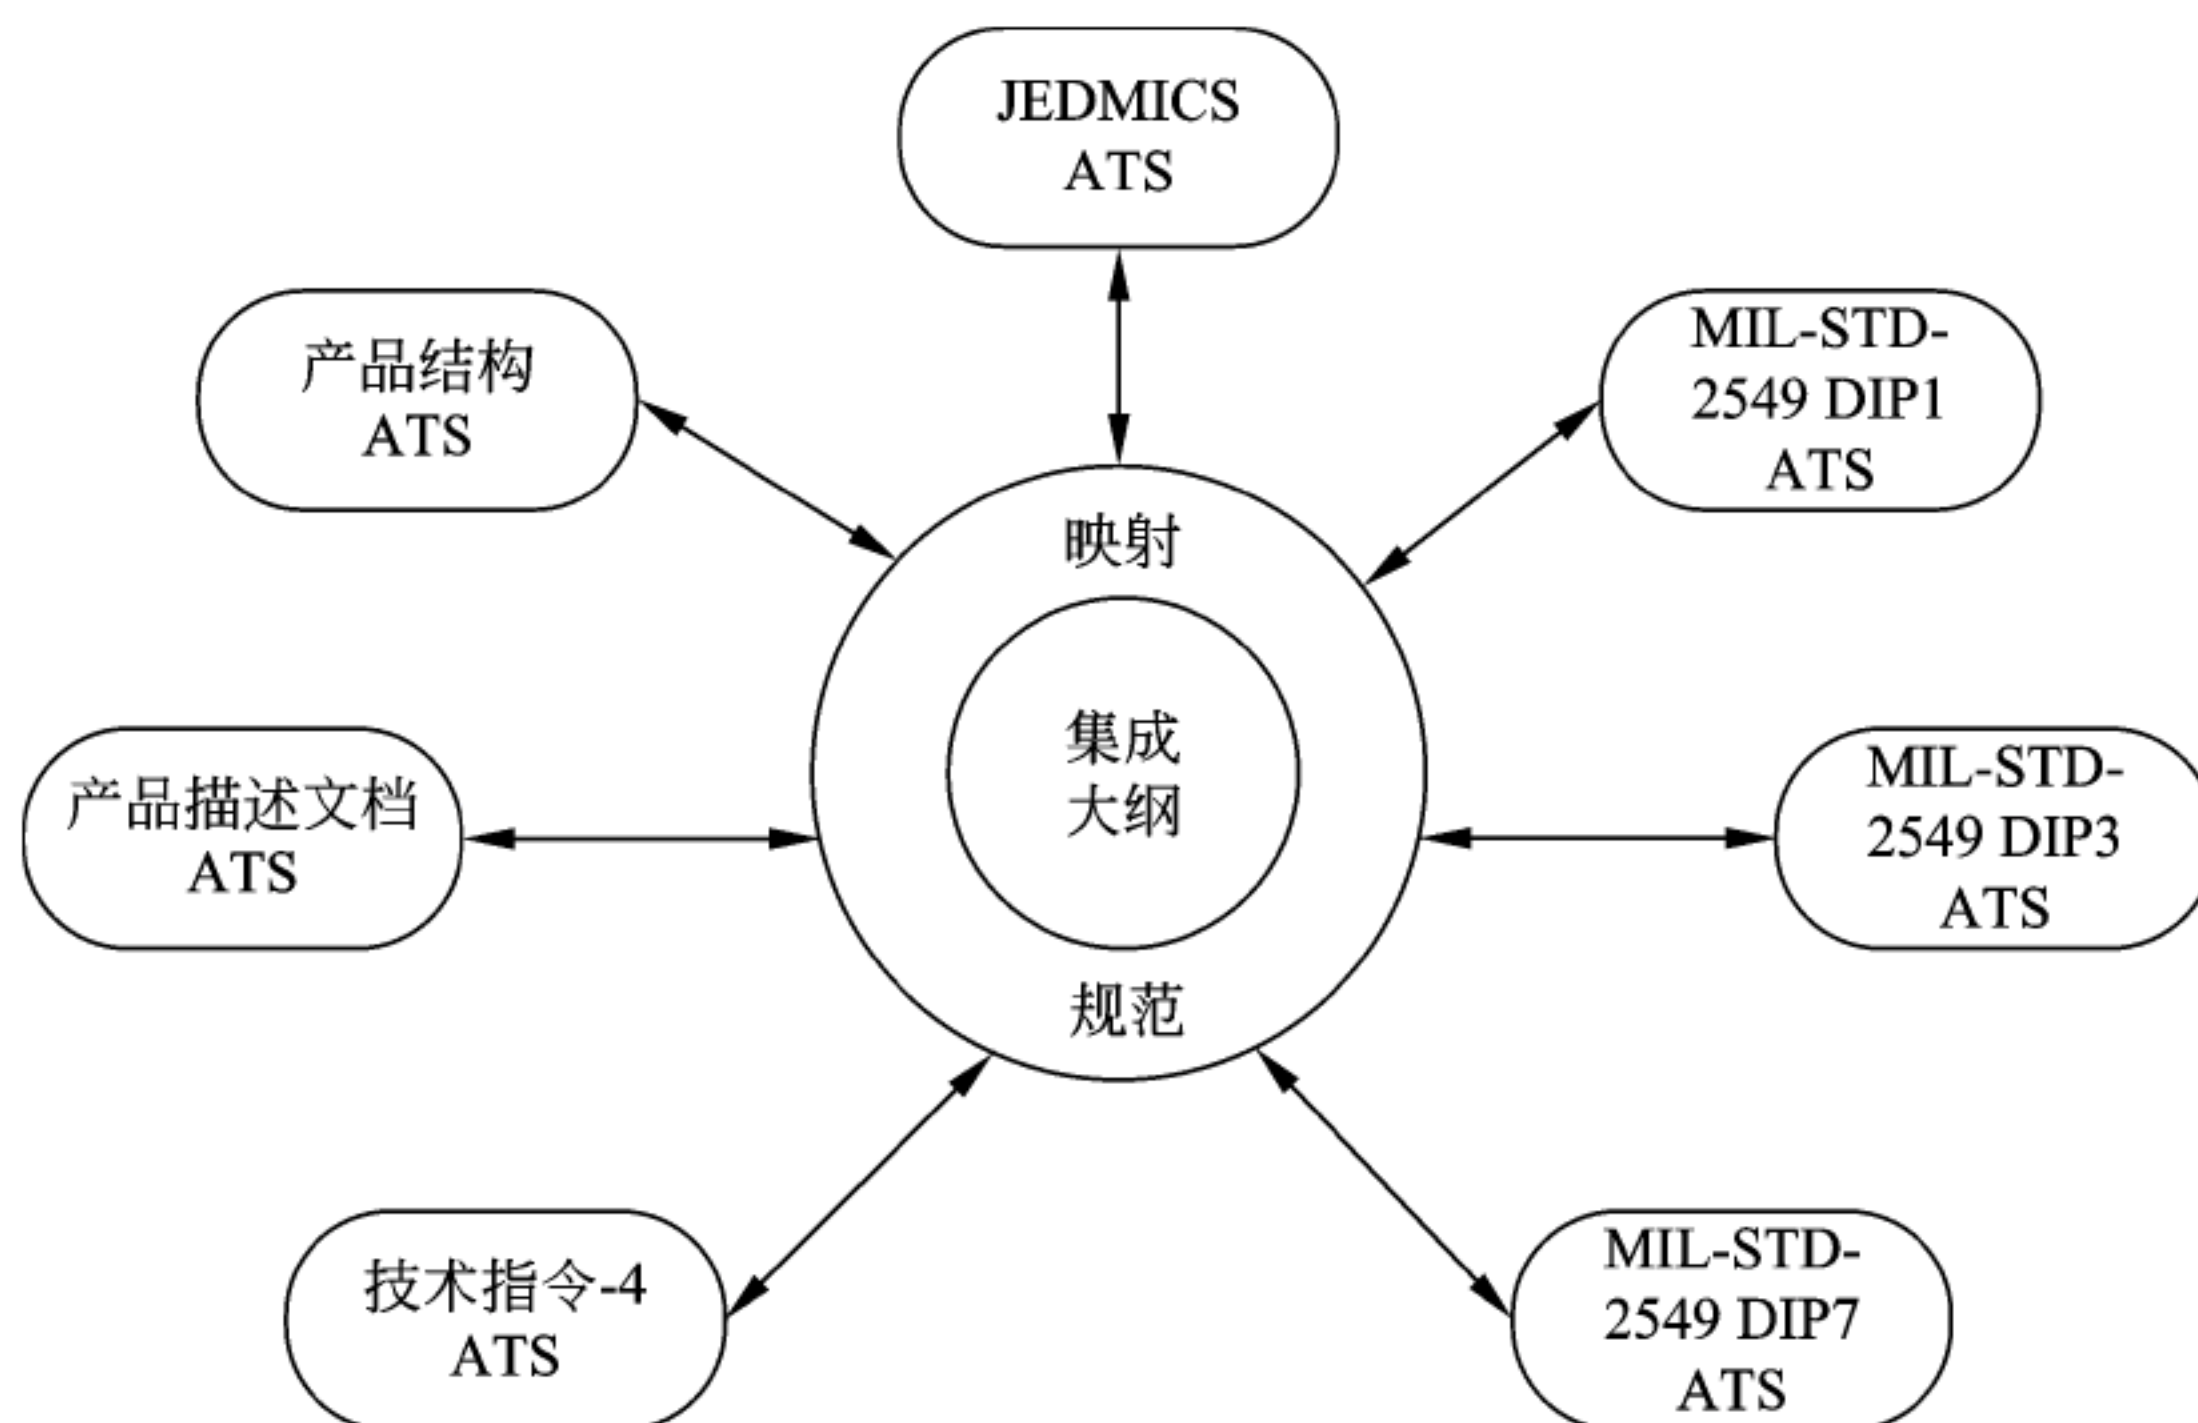 JEDMICS
ATS
产品结构
ATS
MIL-STD-
2549 DIP1
ATS
映射
集成
大纲
规范
产品描述文档
ATS
MIL-STD-
2549 DIP3
ATS
技术指令-4
ATS
MIL-STD-
2549 DIP7
ATS